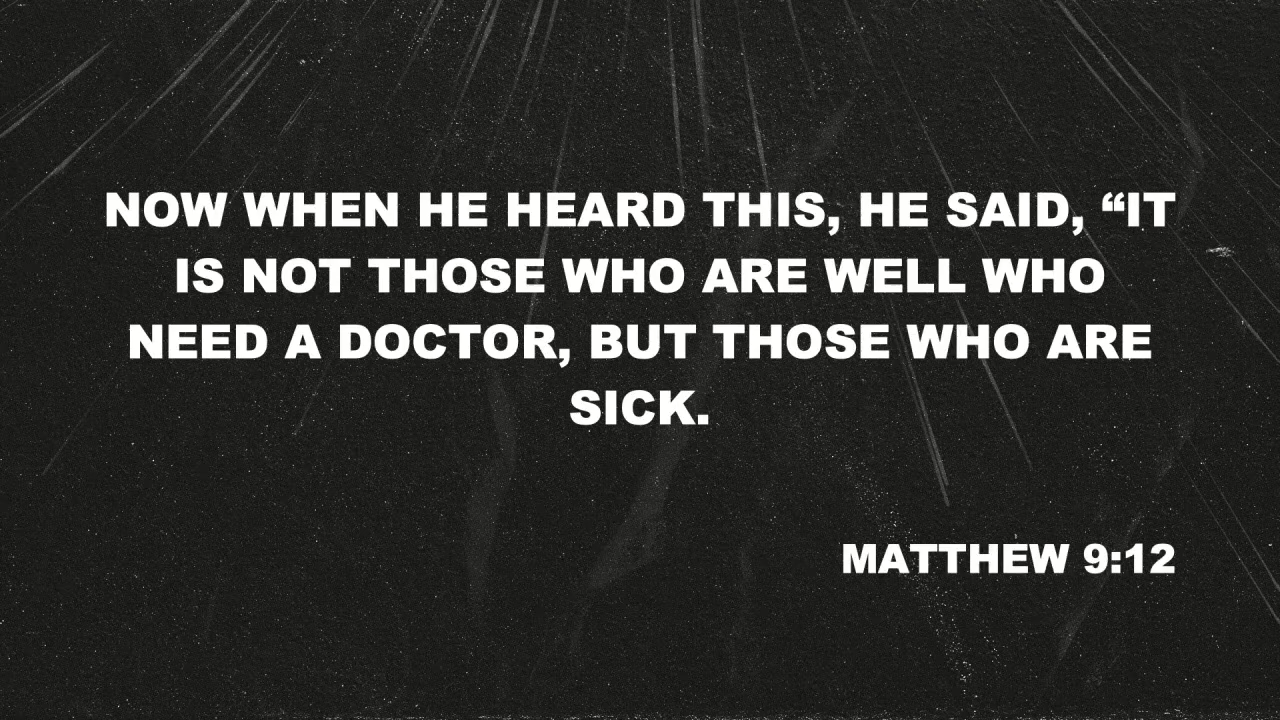 NOW WHEN HE HEARD THIS, HE SAID, “IT
IS NOT THOSE WHO ARE WELL WHO
NEED A DOCTOR, BUT THOSE WHO ARE
SICK.
MATTHEW 9:12